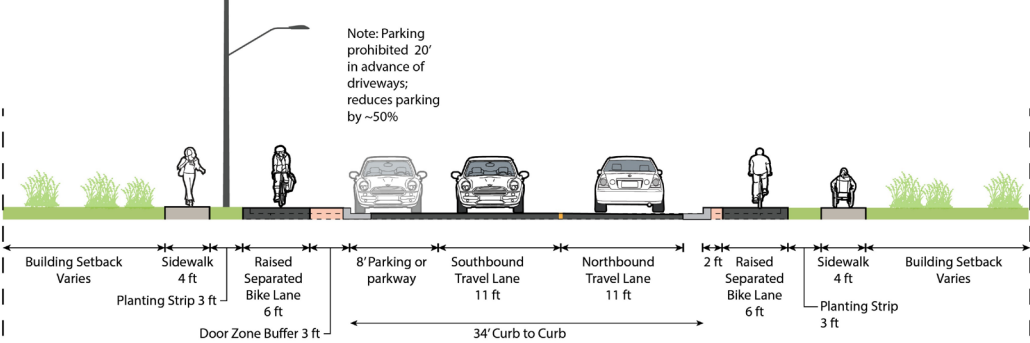 Note: Parking
prohibited 20'
in advance of
driveways;
reduces parking
by ~50%
Building Setback
Varies
Sidewalk
4 ft
Planting Strip 3 ft
Raised
Separated
Bike Lane
6 ft
Door Zone Buffer 3 ft
8' Parking or
parkway
Southbound
Travel Lane
11 ft
Northbound
Travel Lane
11 ft
34' Curb to Curb
2 ft
Raised
Separated
Bike Lane
6 ft
Planting Strip
3 ft
Sidewalk
4 ft
Building Setback
Varies